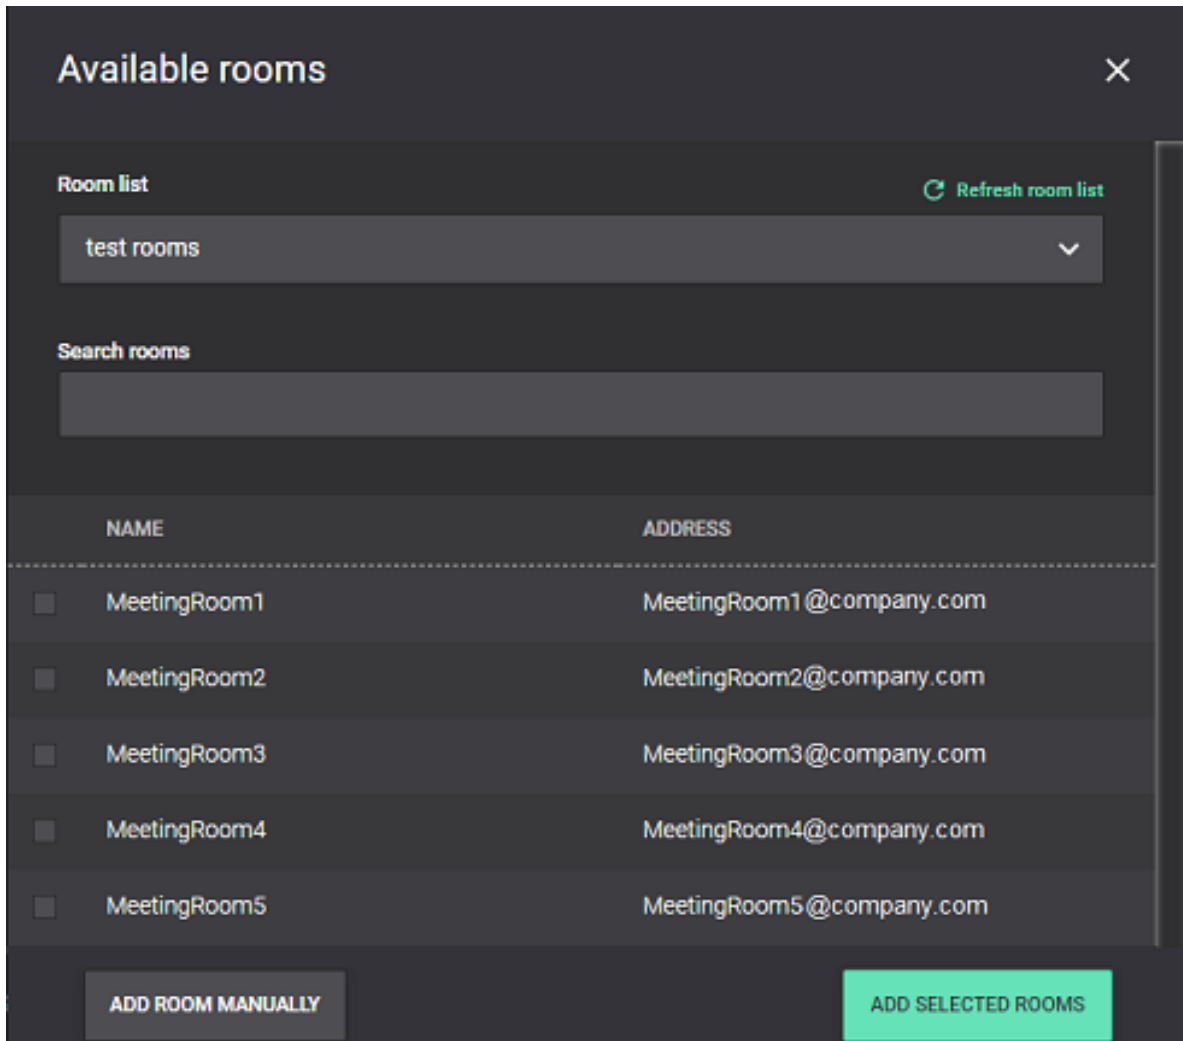 Available rooms
Room list
Refresh room list
test rooms
Search rooms
NAME ADDRESS
MeetingRoom1 MeetingRoom1@company.com
MeetingRoom2 MeetingRoom2@company.com
MeetingRoom3 MeetingRoom3@company.com
MeetingRoom4 MeetingRoom4@company.com
MeetingRoom5 MeetingRoom5@company.com
ADD ROOM MANUALLY ADD SELECTED ROOMS